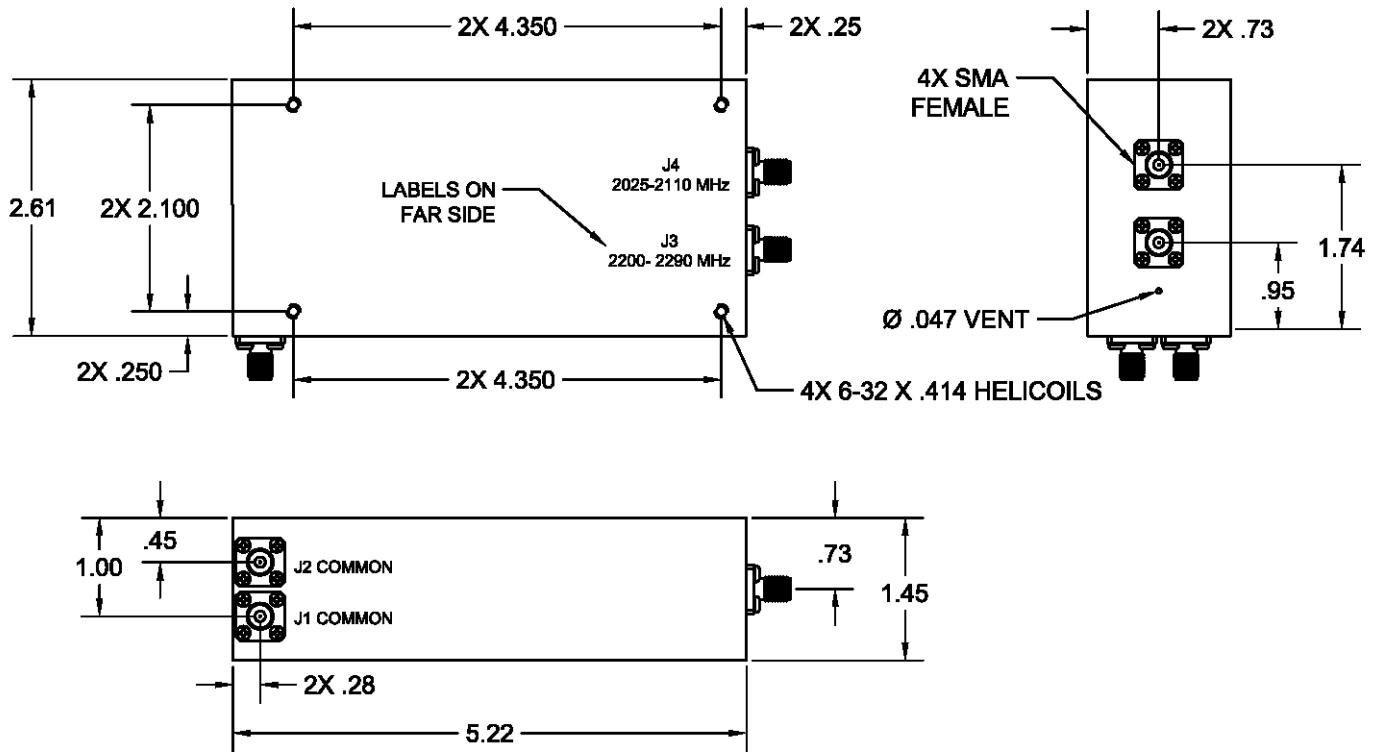 2X 4.350
2X .25
2X .73
4X SMA
FEMALE
J4
2025-2110 MHz
LABELS ON
FAR SIDE
2.61
2X 2.100
J3
2200- 2290 MHz
1.74
.95
Ø .047 VENT
2X .250
2X 4.350
4X 6-32 X .414 HELICOILS
.45
1.00
J2 COMMON
J1 COMMON
.73
1.45
2X .28
5.22